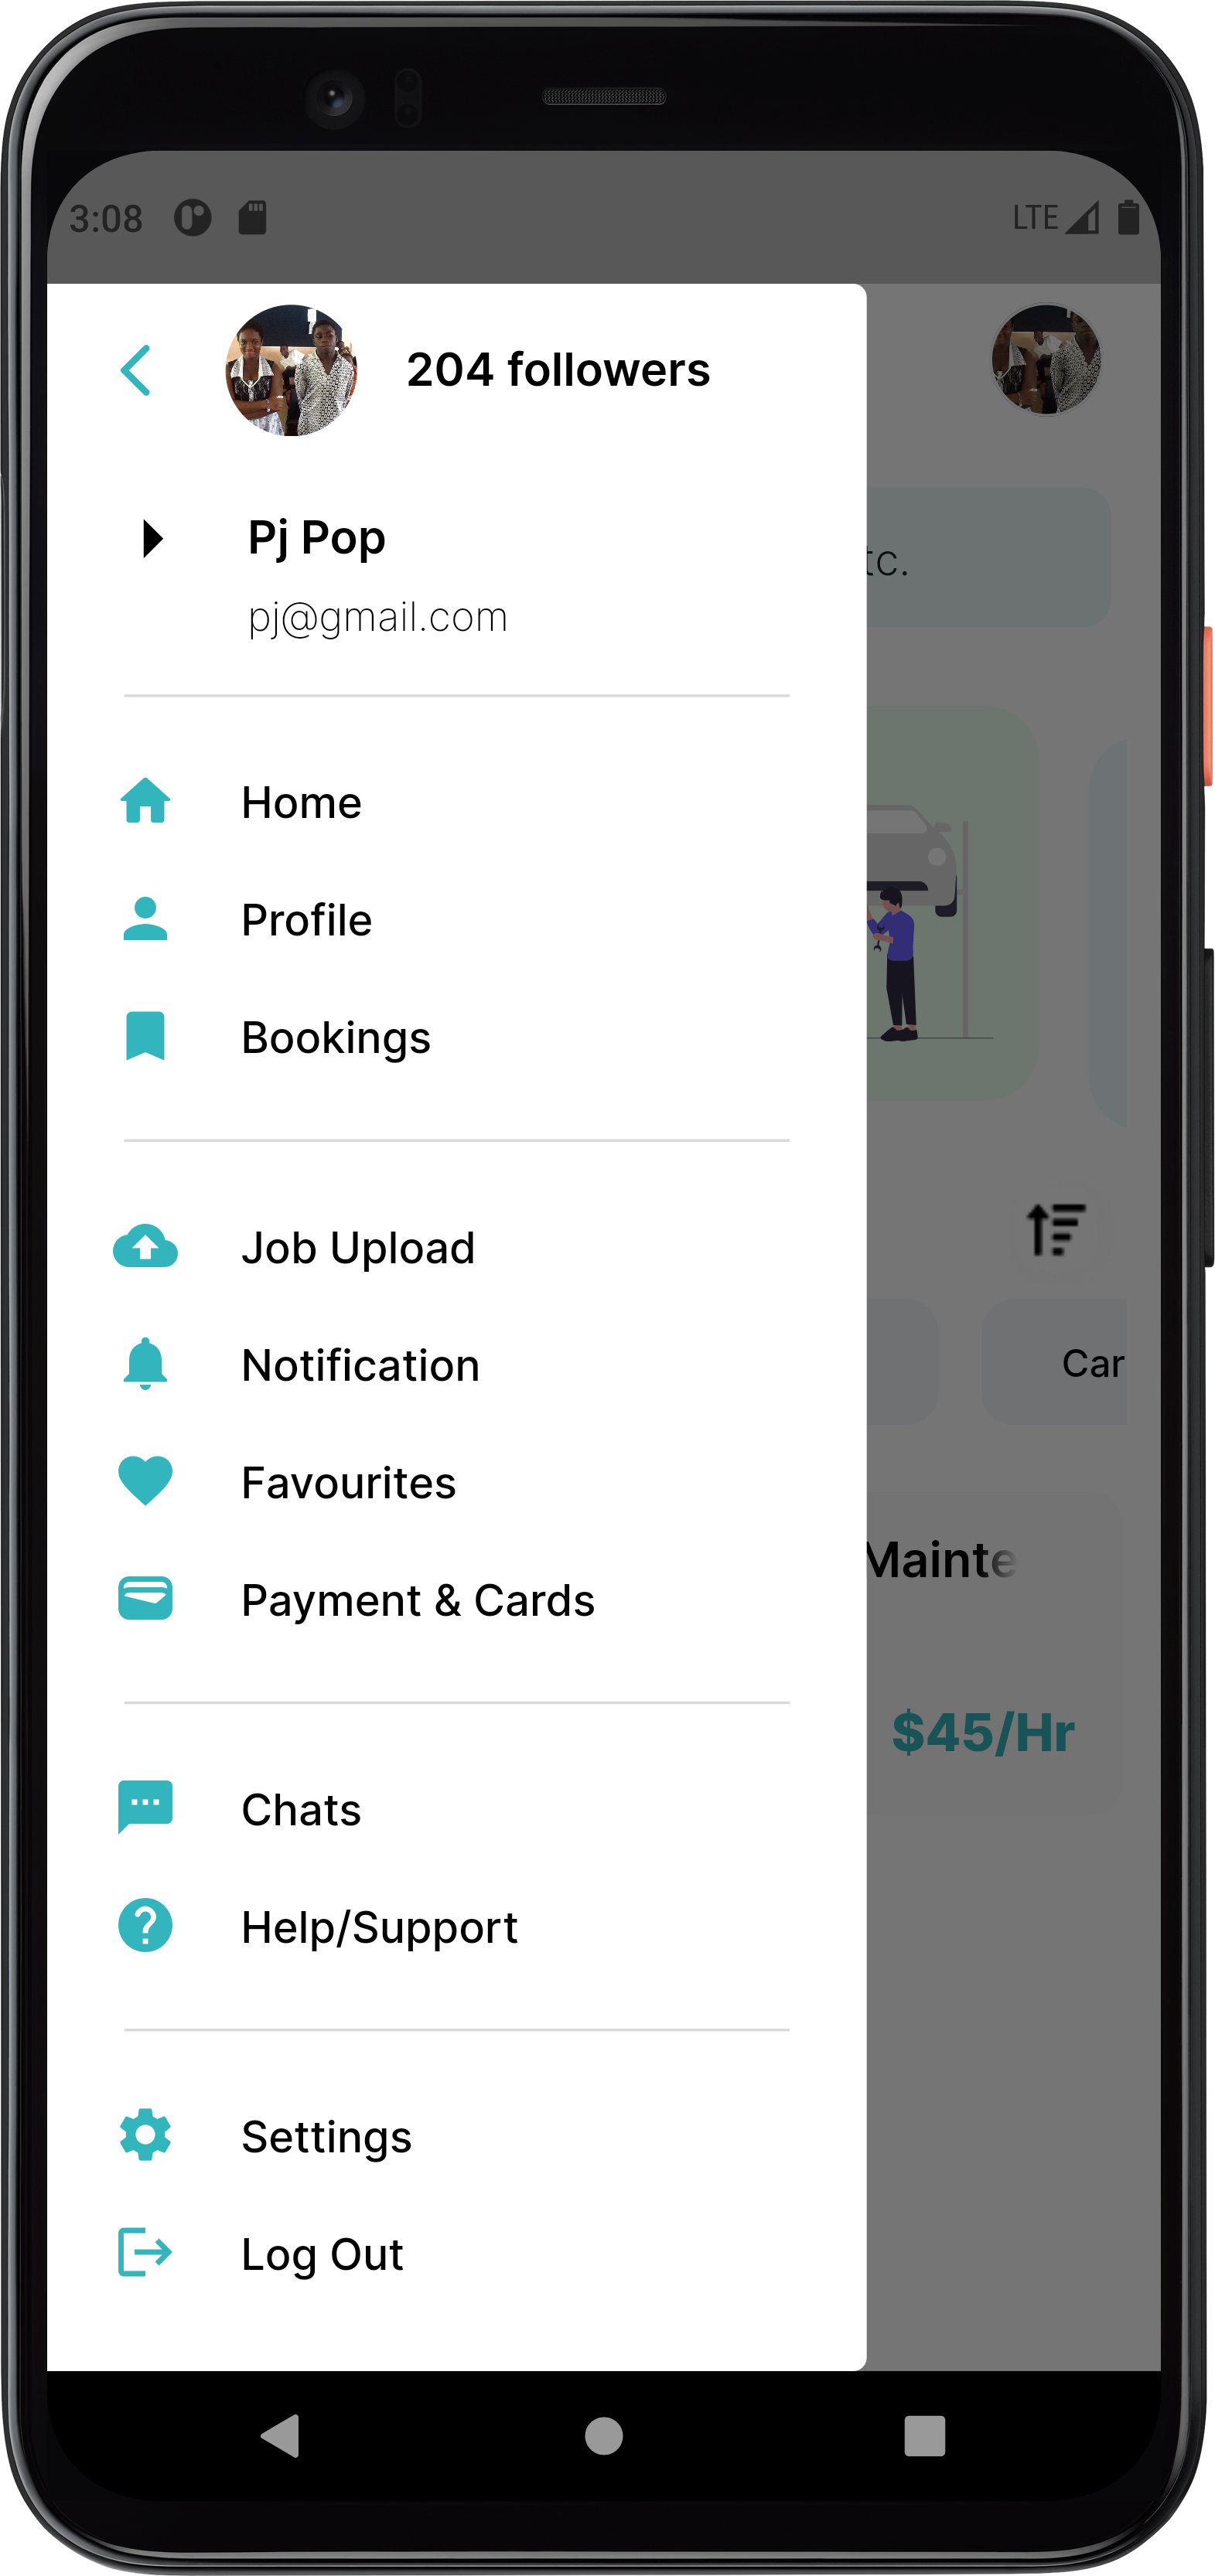 3:08 LTE
204 followers
Pj Pop
tc.
pj@gmail.com
Home
Profile
Bookings
Job Upload
Notification
Car
Favourites
Mainte
Payment & Cards
$45/Hr
Chats
Help/Support
Settings
Log Out